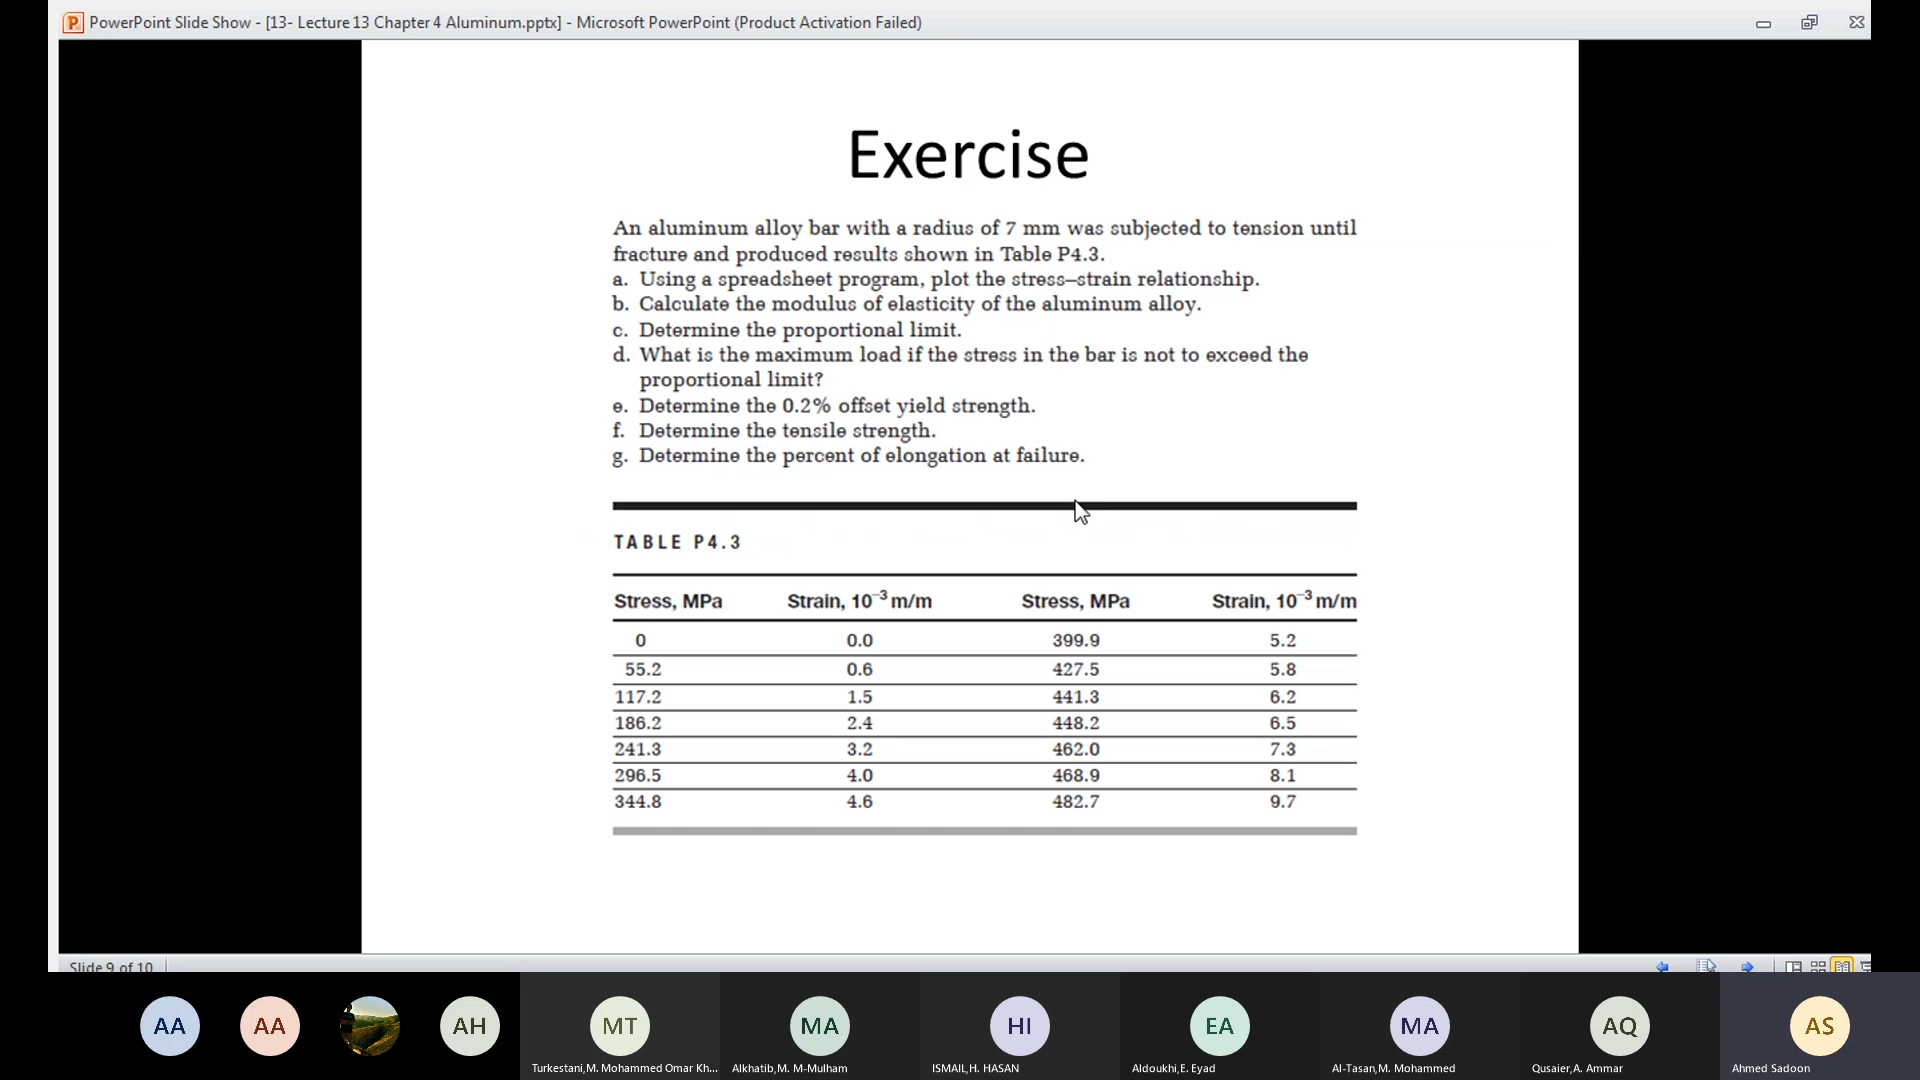 PowerPoint Slide Show - [13- Lecture 13 Chapter 4 Aluminum.pptx] - Microsoft PowerPoint (Product Activation Failed)
Exercise
An aluminum alloy bar with a radius of 7 mm was subjected to tension until
fracture and produced results shown in Table P4.3.
a. Using a spreadsheet program, plot the stress–strain relationship.
b. Calculate the modulus of elasticity of the aluminum alloy.
c. Determine the proportional limit.
d. What is the maximum load if the stress in the bar is not to exceed the
proportional limit?
e. Determine the 0.2% offset yield strength.
f. Determine the tensile strength.
g. Determine the percent of elongation at failure.
TABLE P4.3
Stress, MPa Strain, 10⁻³ m/m Stress, MPa Strain, 10⁻³ m/m
0 0.0 399.9 5.2
55.2 0.6 427.5 5.8
117.2 1.5 441.3 6.2
186.2 2.4 448.2 6.5
241.3 3.2 462.0 7.3
296.5 4.0 468.9 8.1
344.8 4.6 482.7 9.7
Slide 9 of 10
AA AA AH MT MA HI EA MA AQ AS
Turkestani,M. Mohammed Omar Kh... Alkhatib,M. M-Mulham ISMAIL,H. HASAN Aldoukhi,E. Eyad Al-Tasan,M. Mohammed Qusaier,A. Ammar Ahmed Sadoon